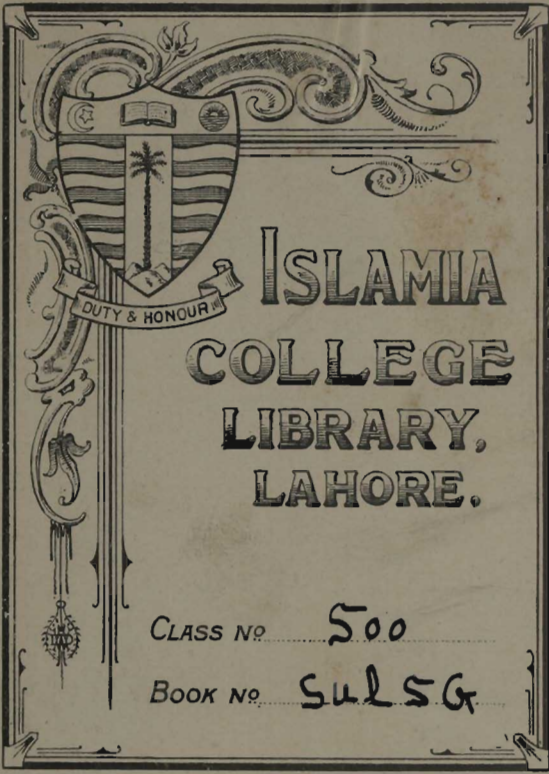 DUTY & HONOUR
ISLAMIA
COLLEGE
LIBRARY,
LAHORE.
CLASS No 500
BOOK No Sul 5G